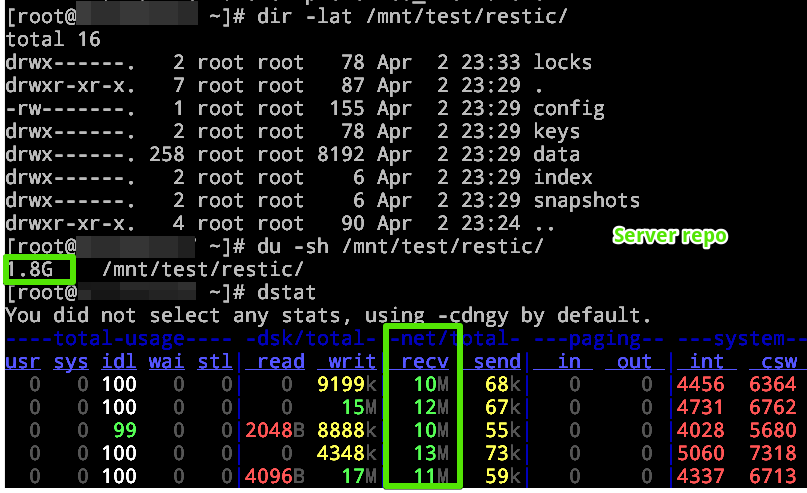 [root@ ~]# dir -lat /mnt/test/restic/
total 16
drwx------. 2 root root 78 Apr 2 23:33 locks
drwxr-xr-x. 7 root root 87 Apr 2 23:29 .
-rw-------. 1 root root 155 Apr 2 23:29 config
drwx------. 2 root root 78 Apr 2 23:29 keys
drwx------. 258 root root 8192 Apr 2 23:29 data
drwx------. 2 root root 6 Apr 2 23:29 index
drwx------. 2 root root 6 Apr 2 23:29 snapshots
drwxr-xr-x. 4 root root 90 Apr 2 23:24 ..
Server repo
[root@ ~]# du -sh /mnt/test/restic/
1.8G /mnt/test/restic/
[root@ ~]# dstat
You did not select any stats, using -cdngy by default.
----total-usage---- -dsk/total- -net/total- ---paging-- ---system--
usr sys idl wai stl| read writ| recv send| in out | int csw
0 0 100 0 0| 0 9199k| 10M 68k| 0 0 |4456 6364
0 0 100 0 0| 0 15M| 12M 67k| 0 0 |4731 6762
0 0 99 0 0|2048B 8888k| 10M 55k| 0 0 |4028 5680
0 0 100 0 0| 0 4348k| 13M 73k| 0 0 |5060 7318
0 0 100 0 0|4096B 17M| 11M 59k| 0 0 |4337 6713